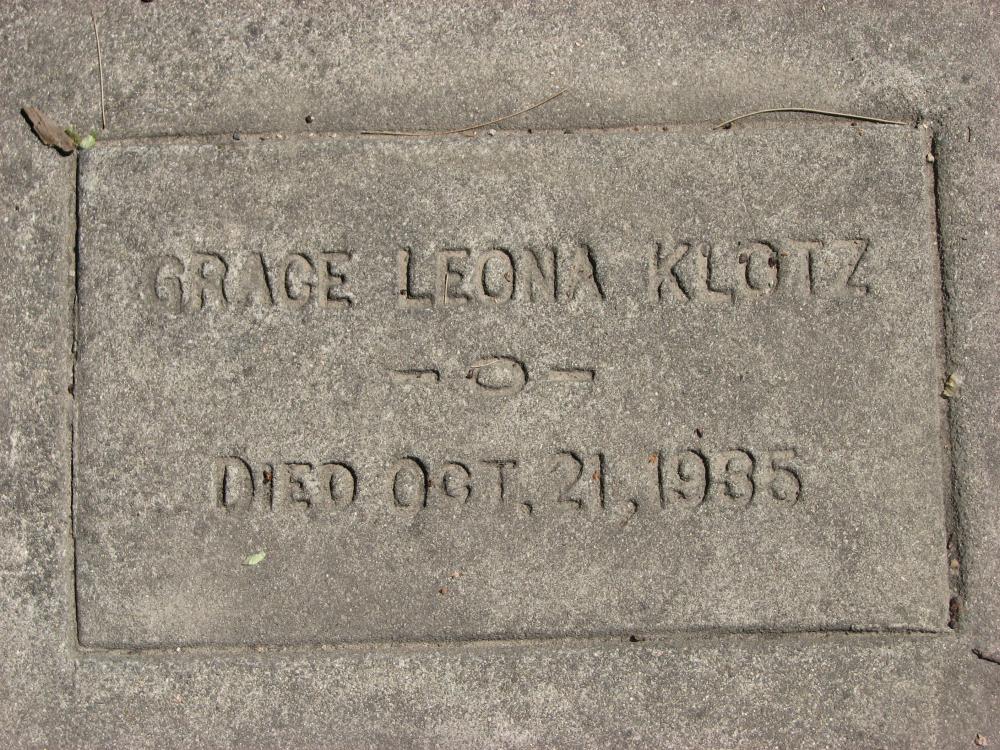 GRACE LEONA KLOTZ
—O—
DIED OCT. 21, 1935